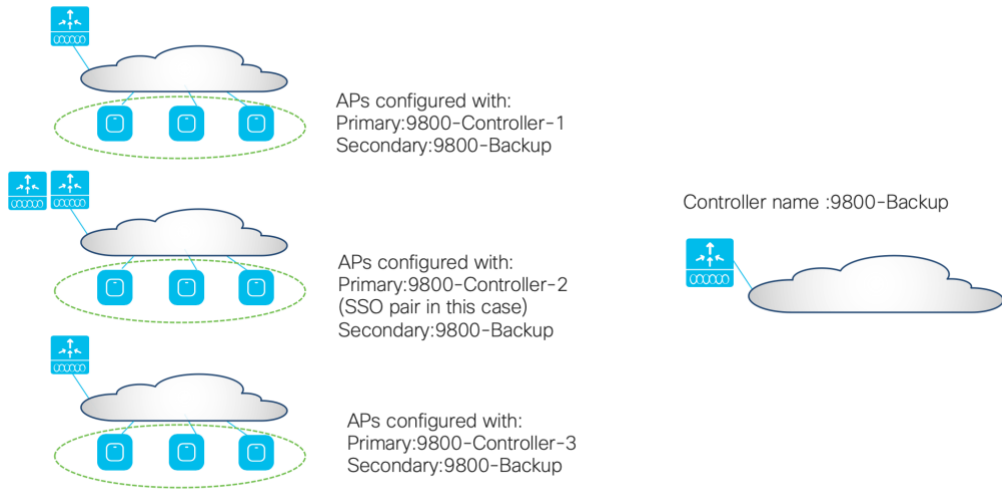 APs configured with:
Primary:9800-Controller-1
Secondary:9800-Backup
APs configured with:
Primary:9800-Controller-2
(SSO pair in this case)
Secondary:9800-Backup
APs configured with:
Primary:9800-Controller-3
Secondary:9800-Backup
Controller name :9800-Backup